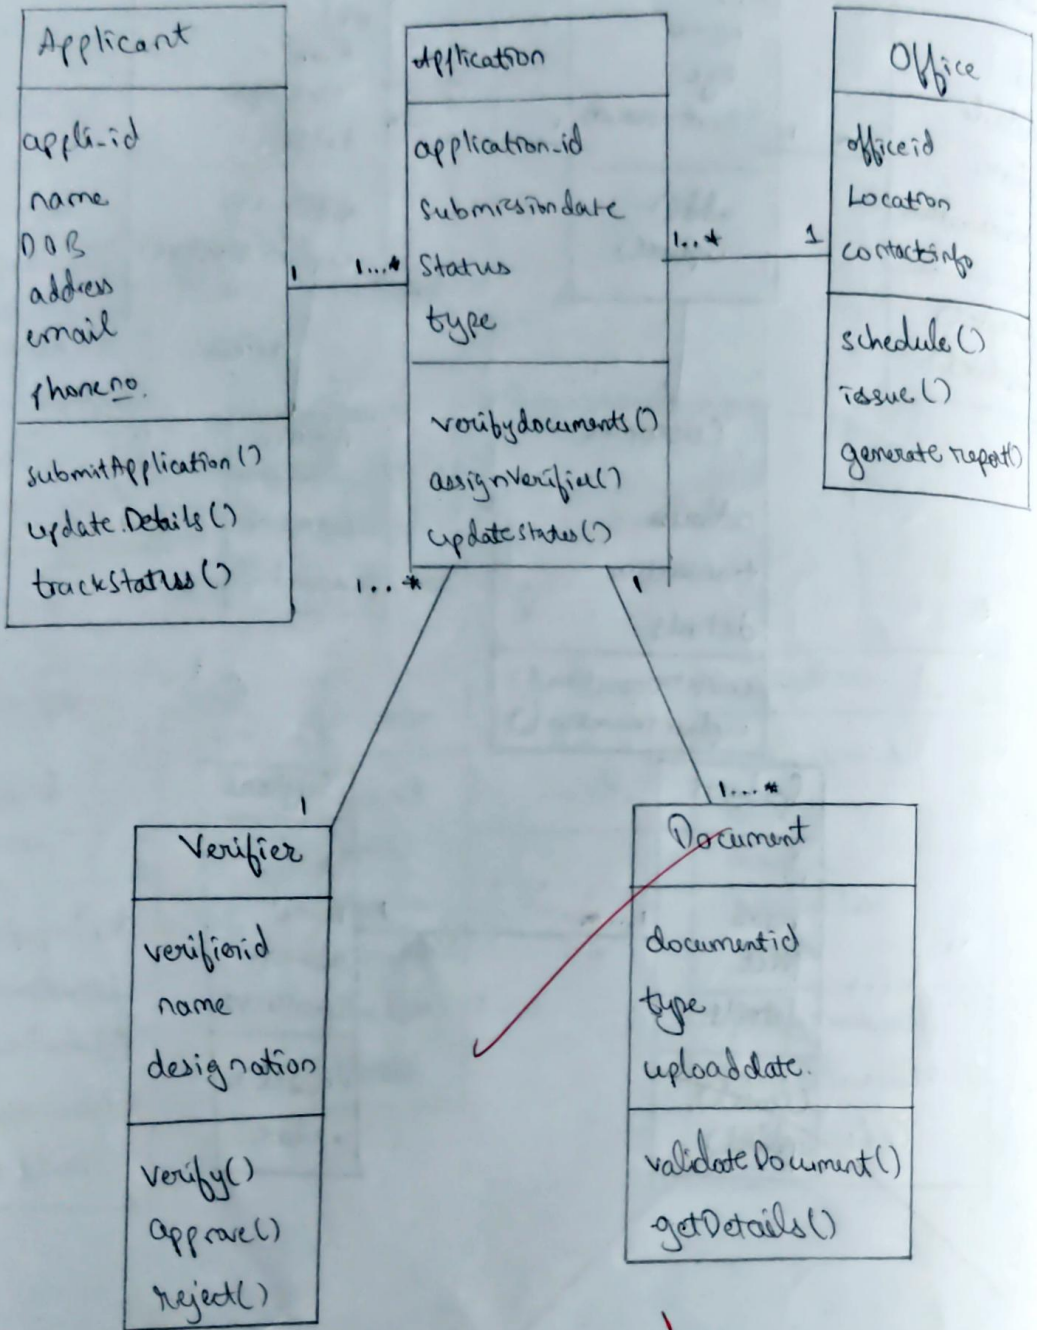 Applicant
appli-id
name
DOB
address
email
phoneno.
submitApplication()
update.Details()
trackStatuss()
1
1...*
Application
application-id
Submissiondate
Status
type
verifydocuments()
assignVerifier()
updatestatus()
1..*
1
Office
officeid
Location
contactinfo
schedule()
issue()
generate report()
1...*
1
1
1...*
Verifier
verifierid
name
designation
verify()
approve()
reject()
Document
documentid
type
uploaddate.
validateDocument()
getDetails()